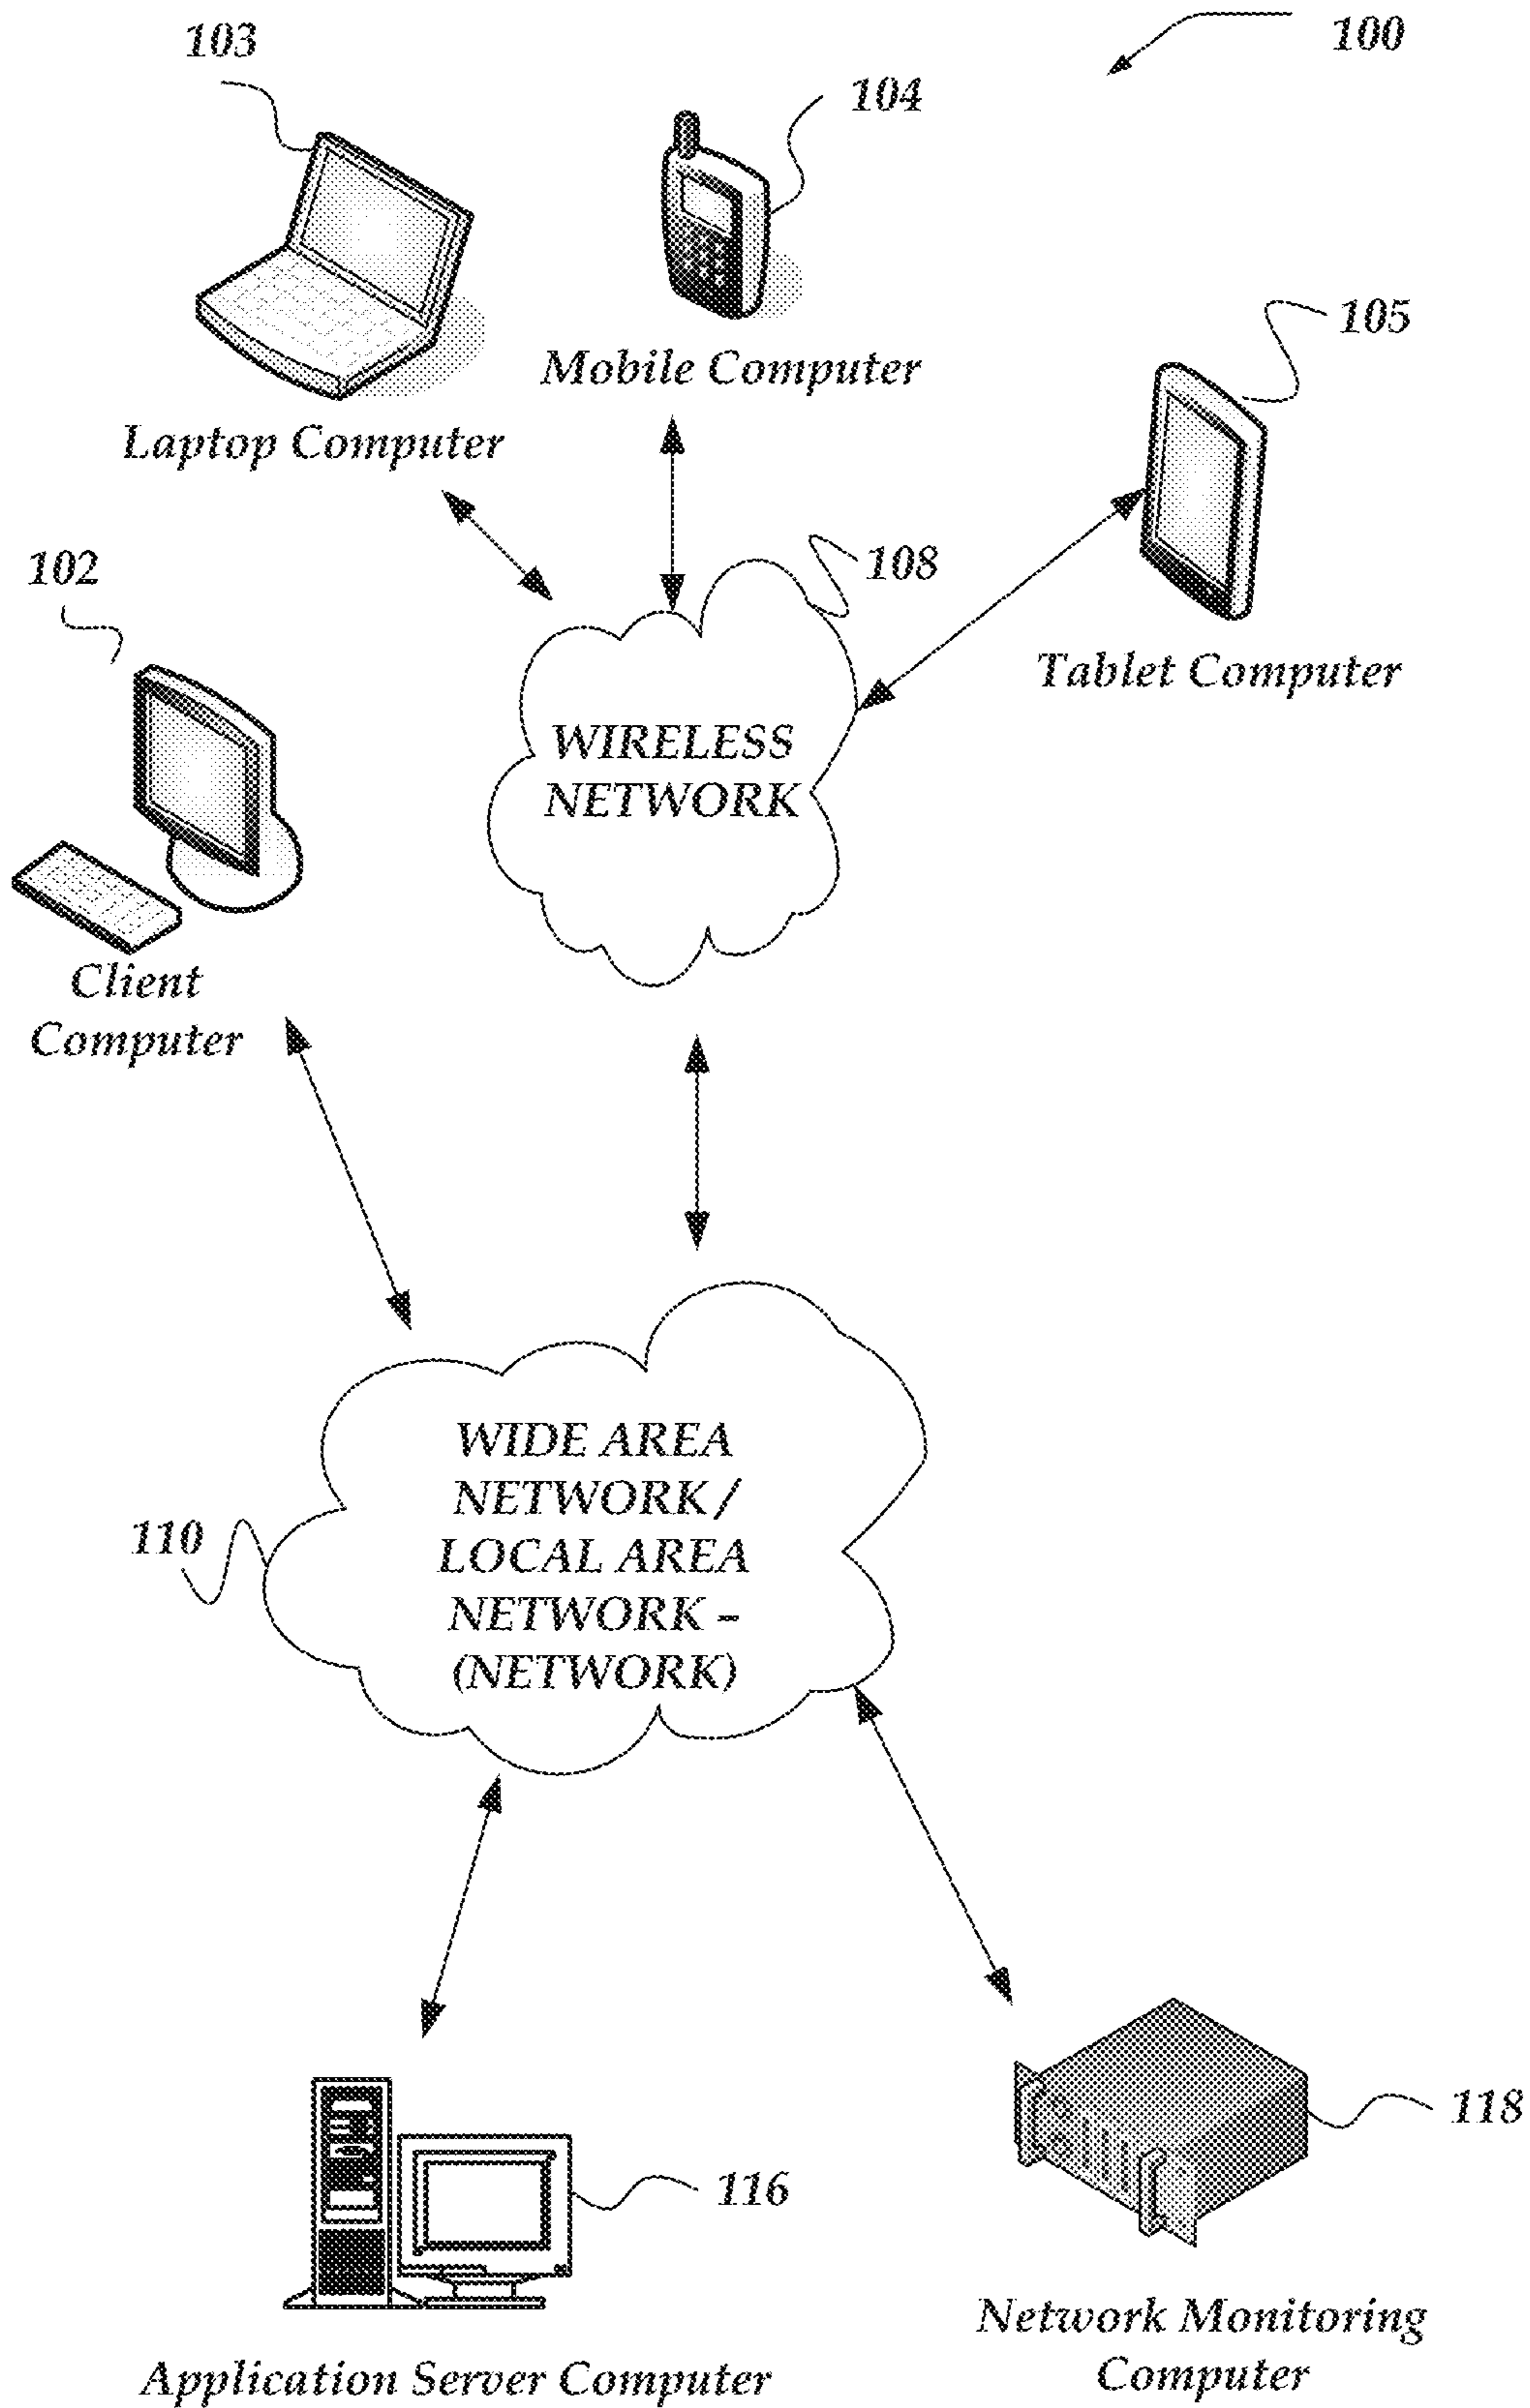 103
100
104
105
Mobile Computer
Laptop Computer
108
102
Tablet Computer
WIRELESS
NETWORK
Client
Computer
WIDE AREA
NETWORK /
LOCAL AREA
NETWORK –
(NETWORK)
110
118
116
Network Monitoring
Computer
Application Server Computer